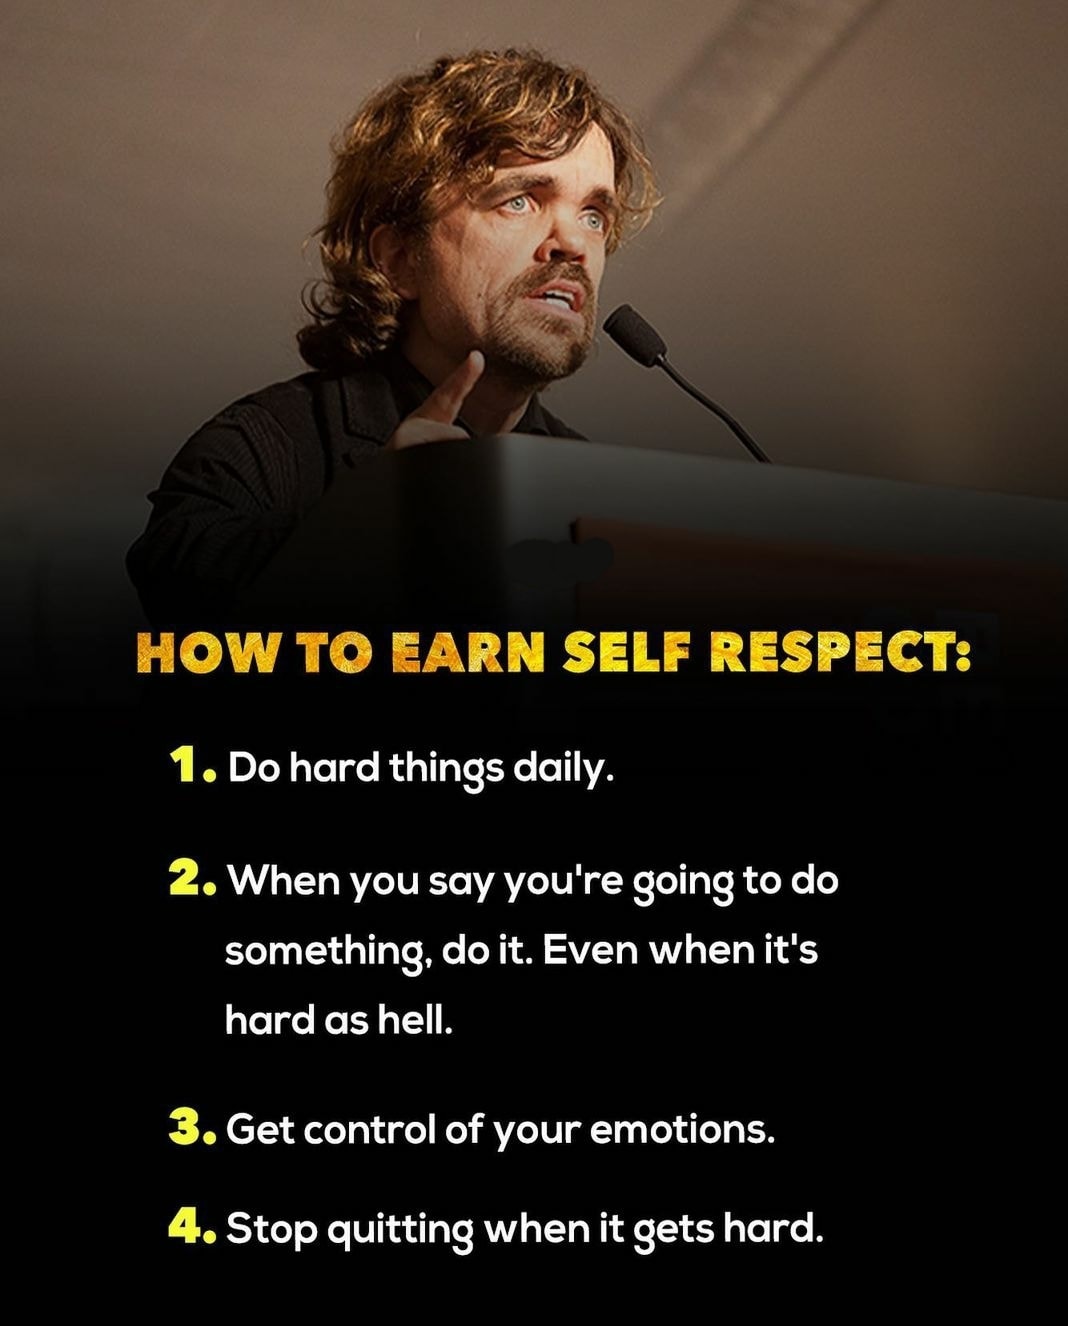 HOW TO EARN SELF RESPECT:
1. Do hard things daily.
2. When you say you're going to do
something, do it. Even when it's
hard as hell.
3. Get control of your emotions.
4. Stop quitting when it gets hard.